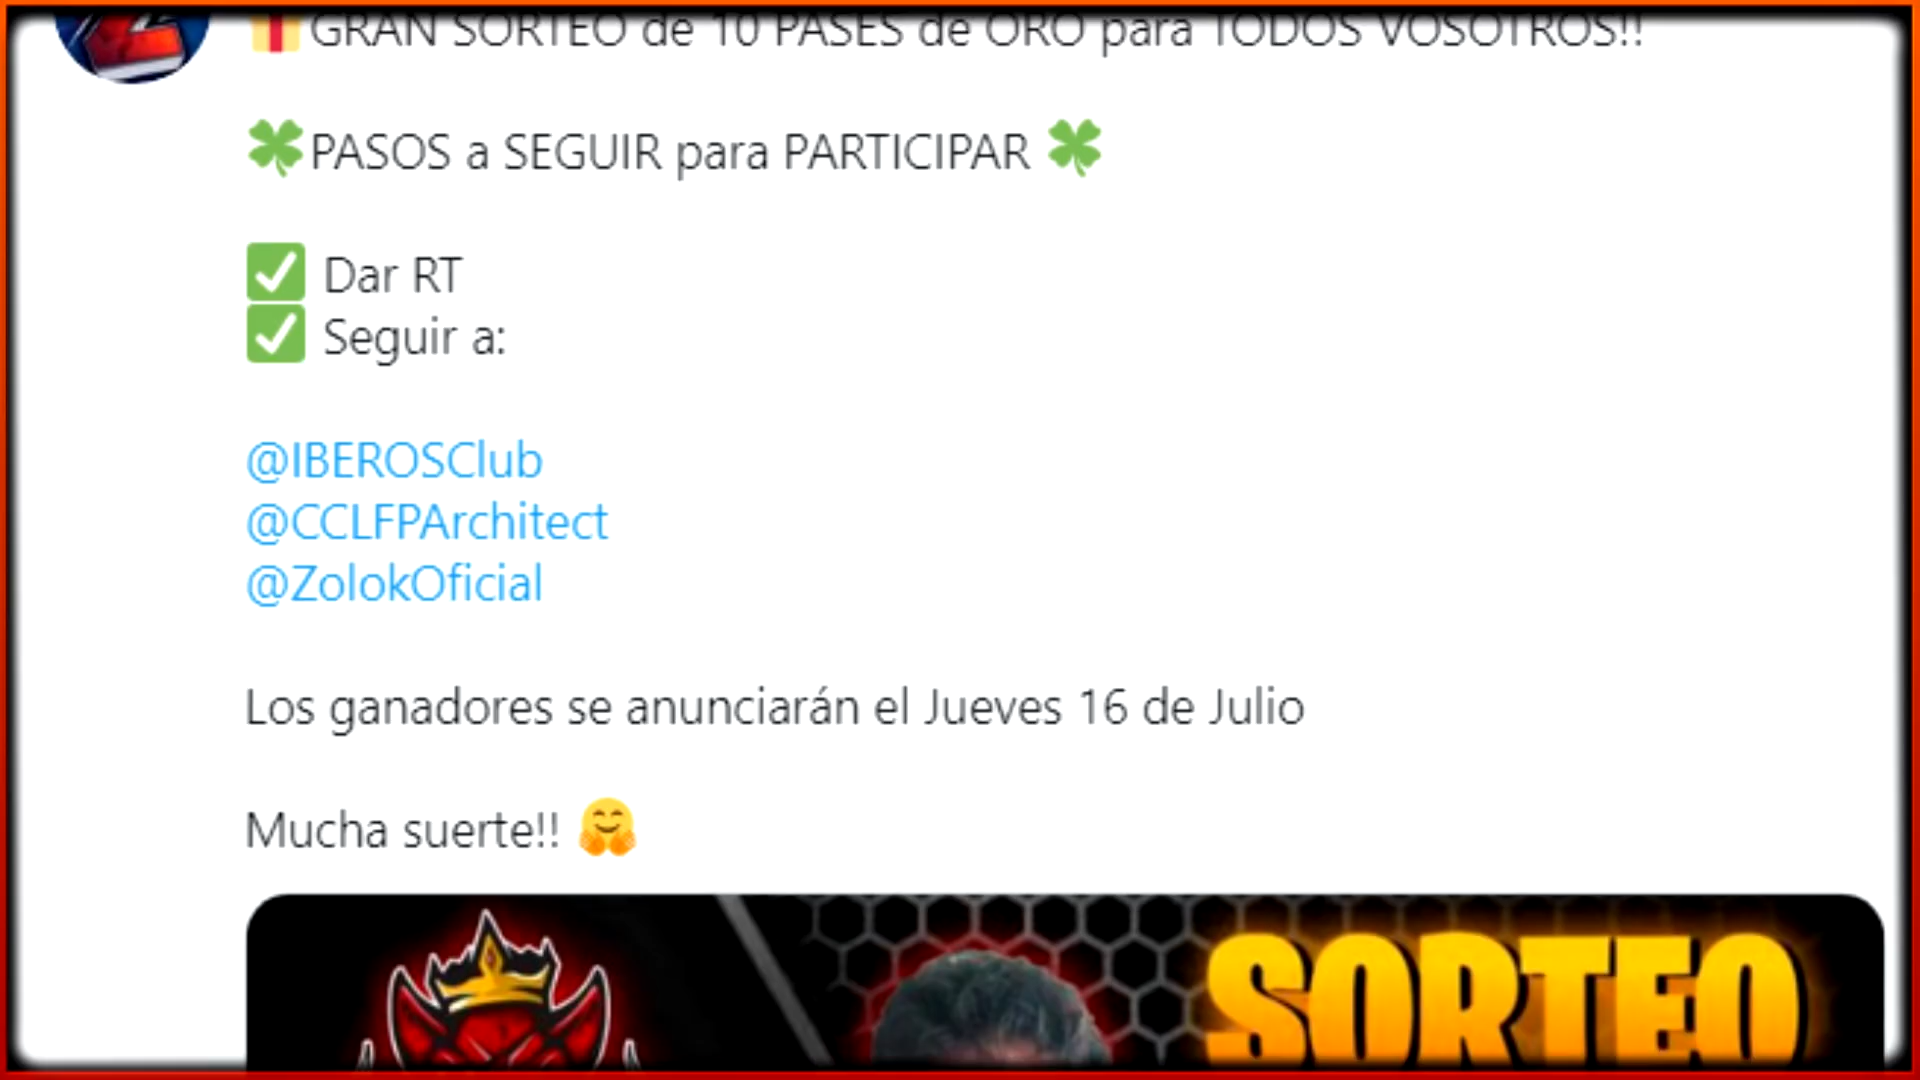 🎁GRAN SORTEO de 10 PASES de ORO para TODOS VOSOTROS!!
🍀PASOS a SEGUIR para PARTICIPAR 🍀
✅ Dar RT
✅ Seguir a:
@IBEROSClub
@CCLFPArchitect
@ZolokOficial
Los ganadores se anunciarán el Jueves 16 de Julio
Mucha suerte!! 🤗
SORTEO